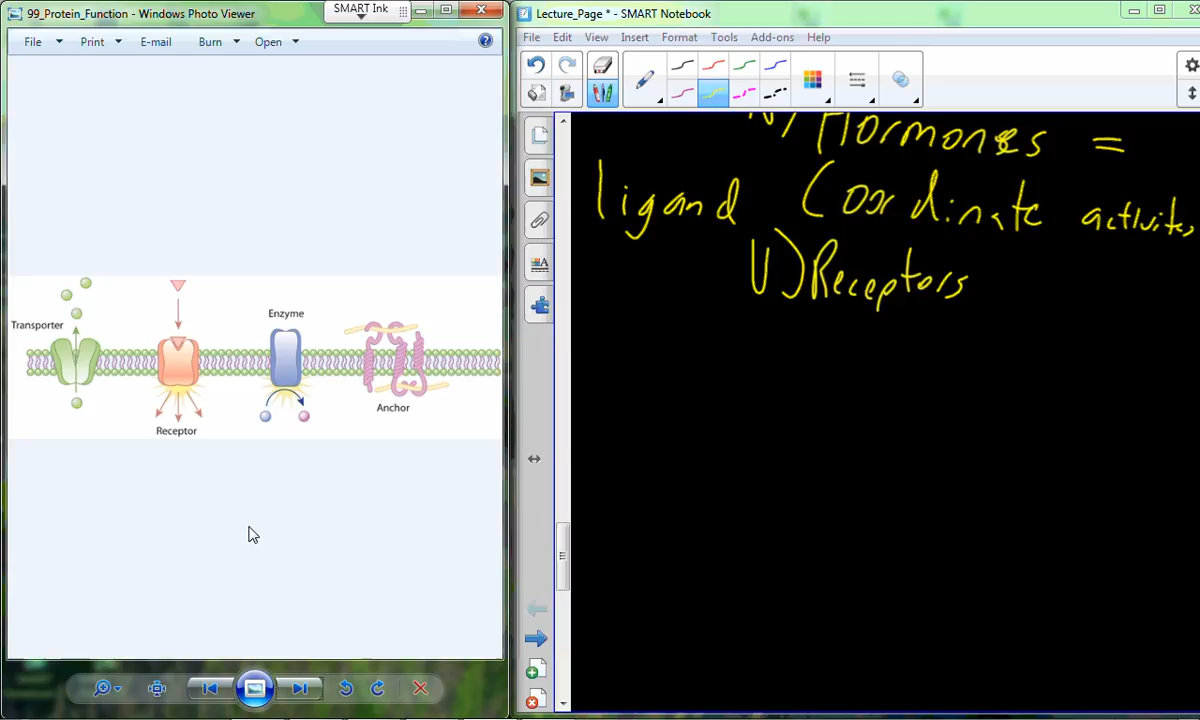 99_Protein_Function - Windows Photo Viewer
SMART Ink
File Print E-mail Burn Open
Transporter
Enzyme
Receptor
Anchor
Lecture_Page * - SMART Notebook
File Edit View Insert Format Tools Add-ons Help
Hormones =
ligand Coordinate activites
V) Receptors